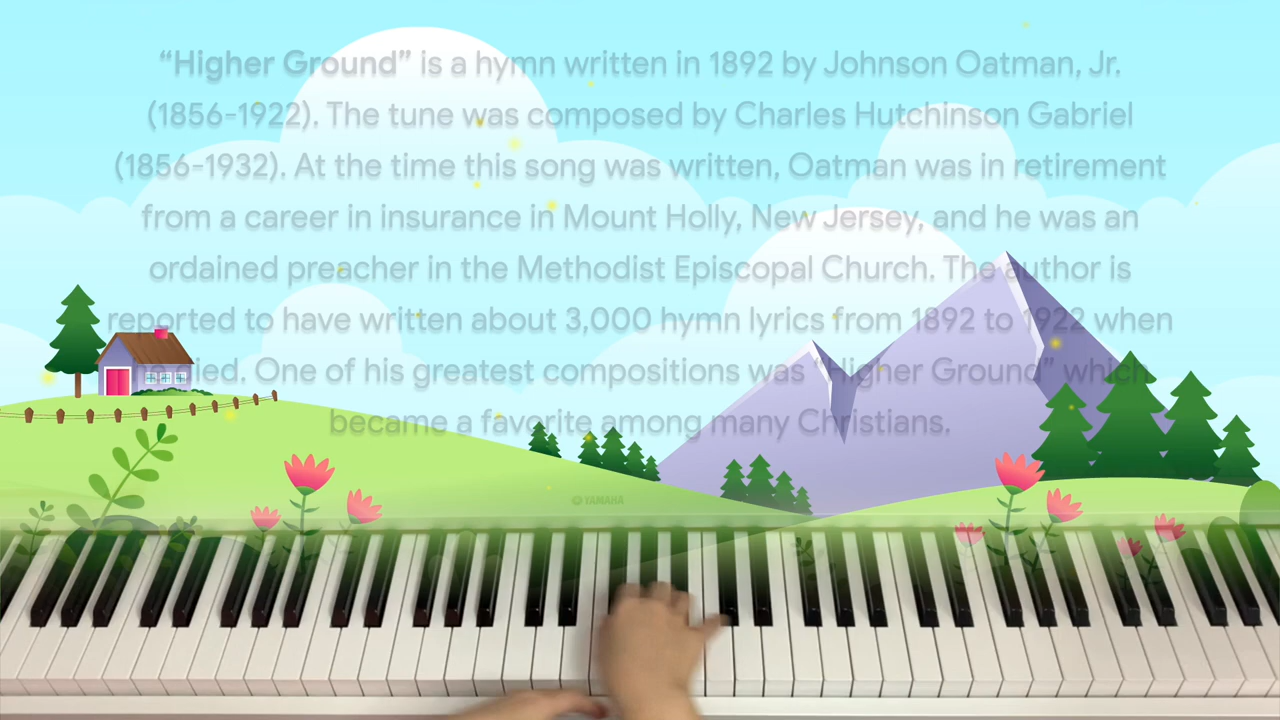 “Higher Ground” is a hymn written in 1892 by Johnson Oatman, Jr.
(1856-1922). The tune was composed by Charles Hutchinson Gabriel
(1856-1932). At the time this song was written, Oatman was in retirement
from a career in insurance in Mount Holly, New Jersey, and he was an
ordained preacher in the Methodist Episcopal Church. The author is
reported to have written about 3,000 hymn lyrics from 1892 to 1922 when
died. One of his greatest compositions was “Higher Ground” which
became a favorite among many Christians.
YAMAHA